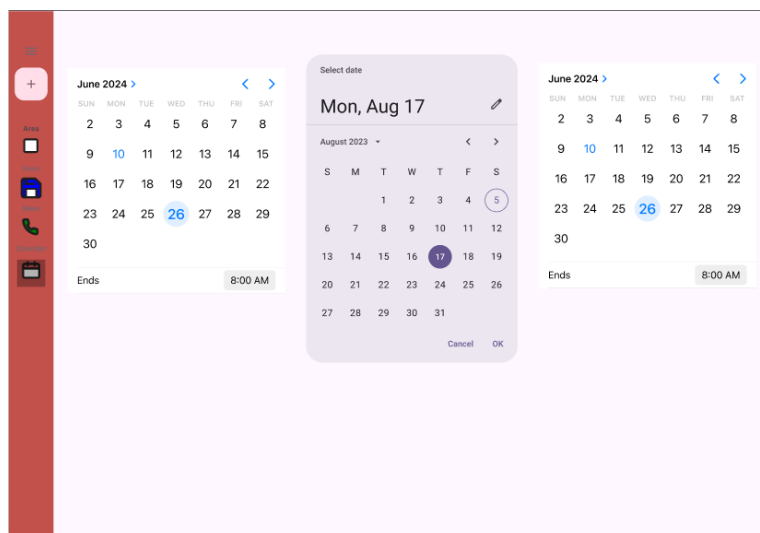 Area
June 2024 >
SUN MON TUE WED THU FRI SAT
2 3 4 5 6 7 8
9 10 11 12 13 14 15
16 17 18 19 20 21 22
23 24 25 26 27 28 29
30
Ends 8:00 AM
Select date
Mon, Aug 17
August 2023
S M T W T F S
1 2 3 4 5
6 7 8 9 10 11 12
13 14 15 16 17 18 19
20 21 22 23 24 25 26
27 28 29 30 31
Cancel OK
June 2024 >
SUN MON TUE WED THU FRI SAT
2 3 4 5 6 7 8
9 10 11 12 13 14 15
16 17 18 19 20 21 22
23 24 25 26 27 28 29
30
Ends 8:00 AM